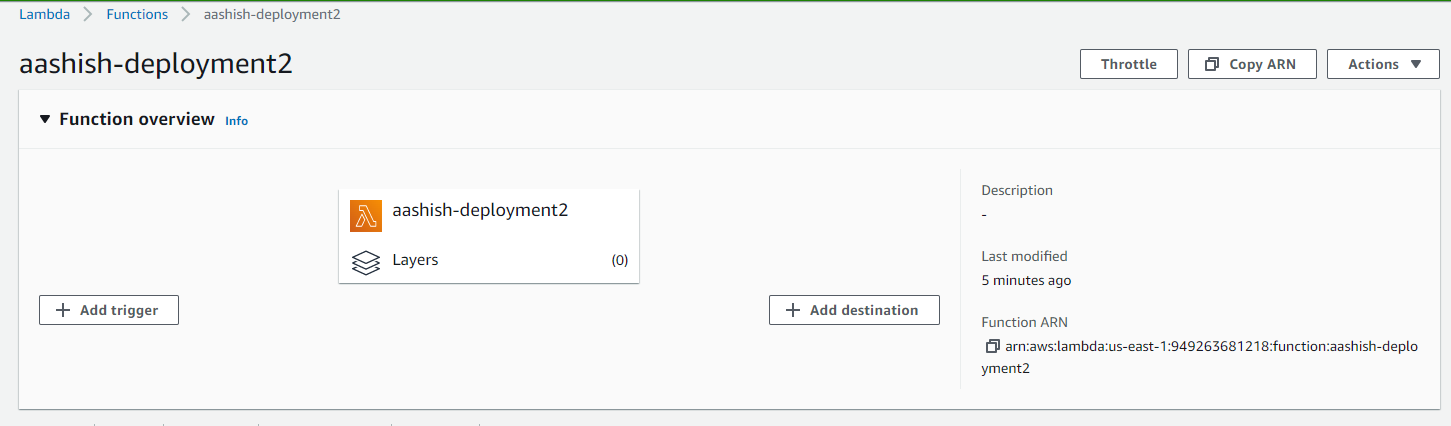 Lambda > Functions > aashish-deployment2
aashish-deployment2
Throttle
Copy ARN
Actions
Function overview Info
aashish-deployment2
Layers (0)
Add trigger
Add destination
Description
-
Last modified
5 minutes ago
Function ARN
arn:aws:lambda:us-east-1:949263681218:function:aashish-deplo
yment2